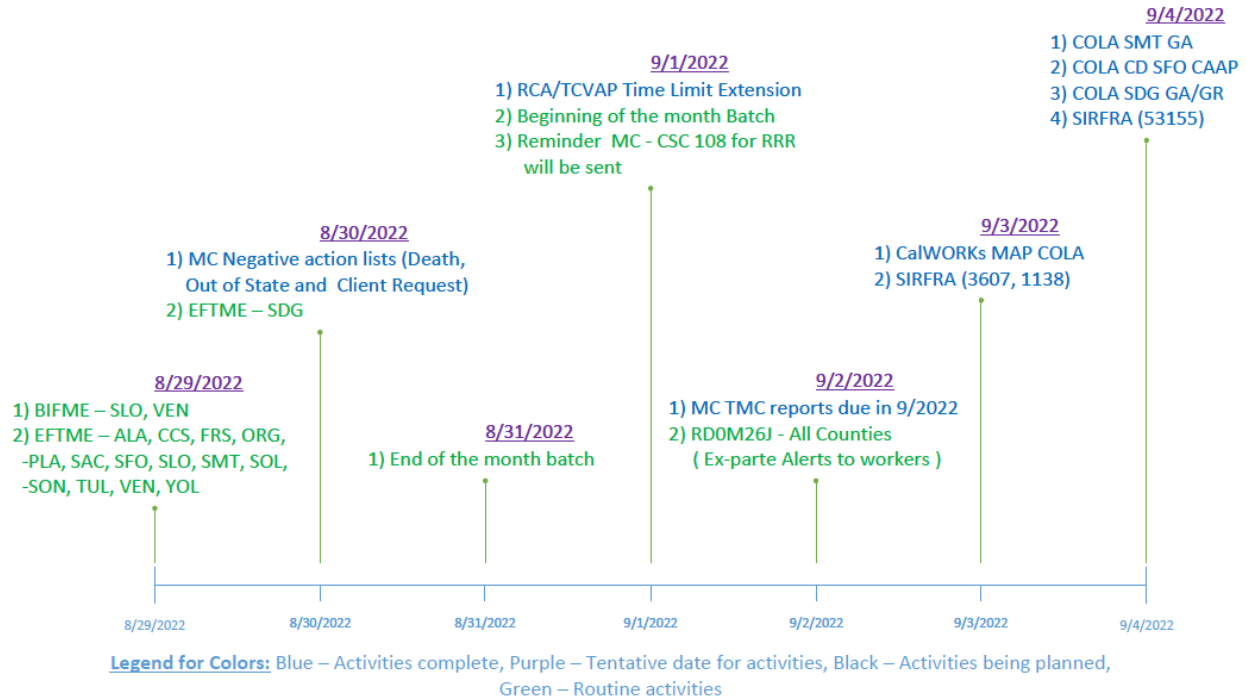 8/29/2022
1) BIFME – SLO, VEN
2) EFTME – ALA, CCS, FRS, ORG,
-PLA, SAC, SFO, SLO, SMT, SOL,
-SON, TUL, VEN, YOL
8/30/2022
1) MC Negative action lists (Death,
Out of State and Client Request)
2) EFTME – SDG
8/31/2022
1) End of the month batch
9/1/2022
1) RCA/TCVAP Time Limit Extension
2) Beginning of the month Batch
3) Reminder MC - CSC 108 for RRR
will be sent
9/2/2022
1) MC TMC reports due in 9/2022
2) RD0M26J - All Counties
( Ex-parte Alerts to workers )
9/3/2022
1) CalWORKs MAP COLA
2) SIRFRA (3607, 1138)
9/4/2022
1) COLA SMT GA
2) COLA CD SFO CAAP
3) COLA SDG GA/GR
4) SIRFRA (53155)
8/29/2022
8/30/2022
8/31/2022
9/1/2022
9/2/2022
9/3/2022
9/4/2022
Legend for Colors: Blue – Activities complete, Purple – Tentative date for activities, Black – Activities being planned,
Green – Routine activities